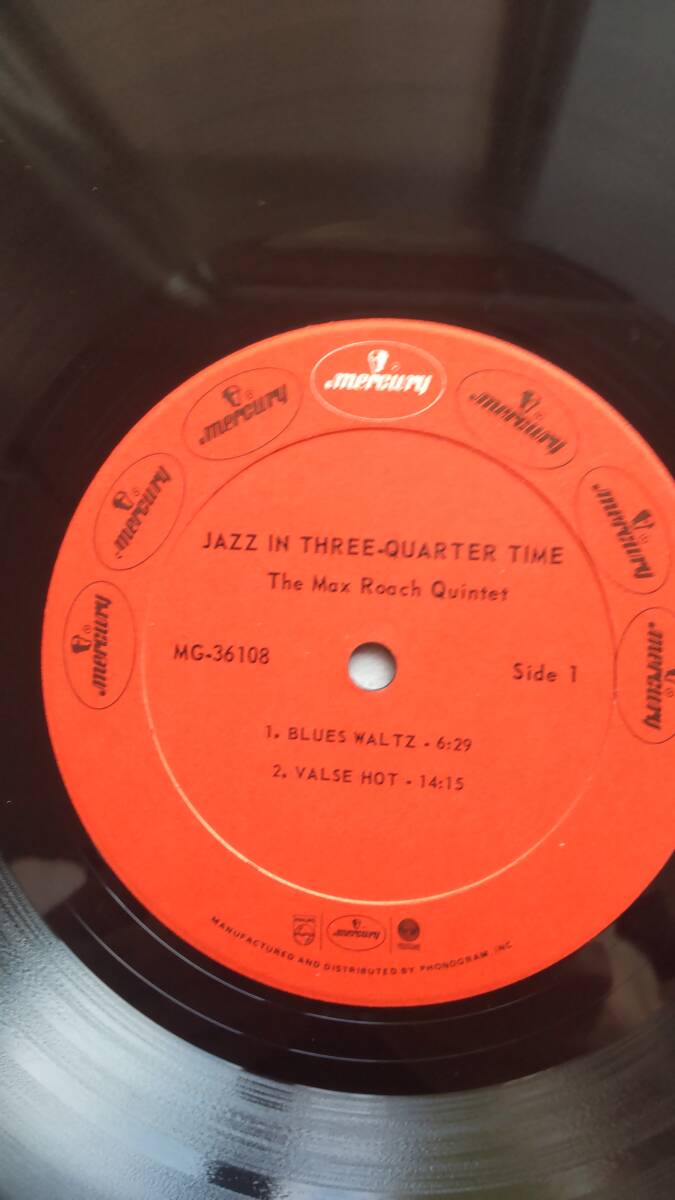 mercury
mercury
mercury
mercury
mercury
mercury
mercury
JAZZ IN THREE-QUARTER TIME
The Max Roach Quintet
MG-36108
Side 1
1. BLUES WALTZ - 6:29
2. VALSE HOT - 14:15
mercury
MANUFACTURED AND DISTRIBUTED BY PHONOGRAM, INC